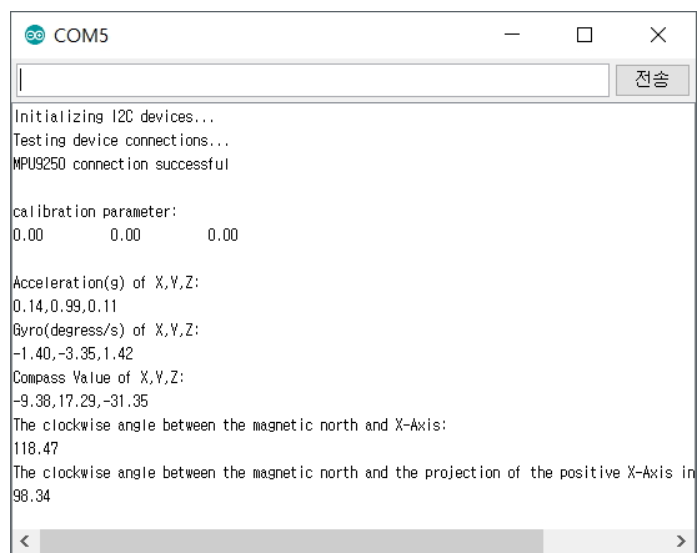 COM5
전송
Initializing I2C devices...
Testing device connections...
MPU9250 connection successful
calibration parameter:
0.00 0.00 0.00
Acceleration(g) of X,Y,Z:
0.14,0.99,0.11
Gyro(degress/s) of X,Y,Z:
-1.40,-3.35,1.42
Compass Value of X,Y,Z:
-9.38,17.29,-31.35
The clockwise angle between the magnetic north and X-Axis:
118.47
The clockwise angle between the magnetic north and the projection of the positive X-Axis in
98.34